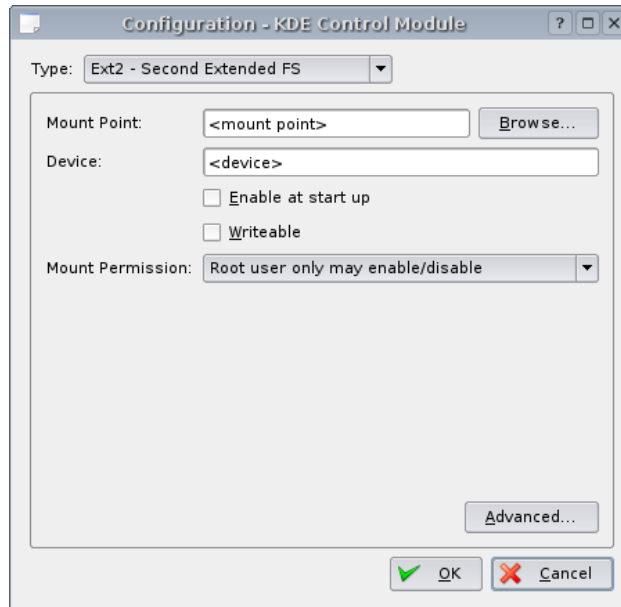 Configuration - KDE Control Module
Type: Ext2 - Second Extended FS
Mount Point: <mount point> Browse...
Device: <device>
Enable at start up
Writeable
Mount Permission: Root user only may enable/disable
Advanced...
OK Cancel